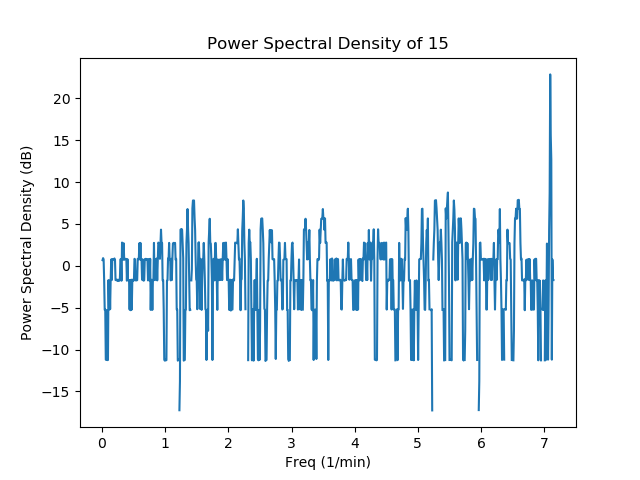 Power Spectral Density of 15
Power Spectral Density (dB)
20
15
10
5
0
−5
−10
−15
0 1 2 3 4 5 6 7
Freq (1/min)